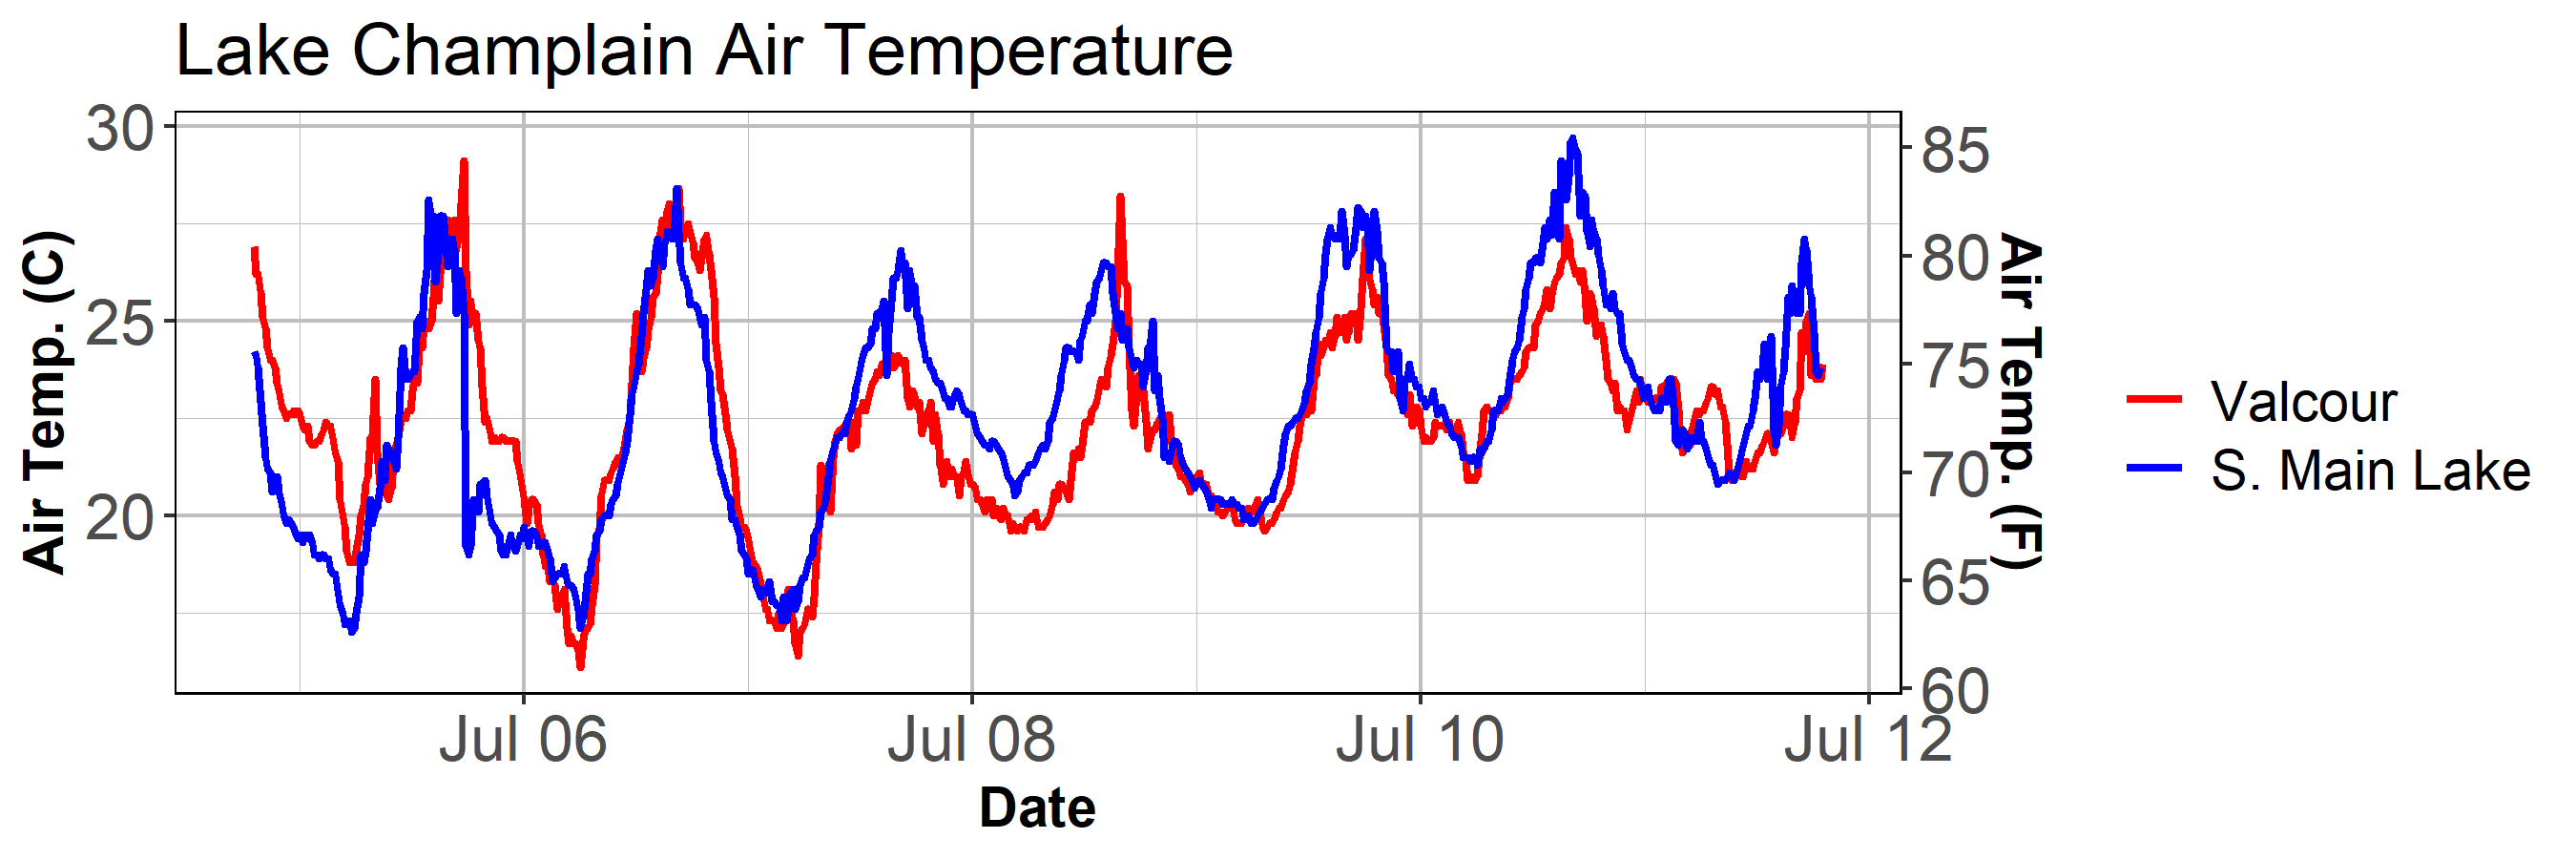 Lake Champlain Air Temperature
30
25
20
Air Temp. (C)
85
80
75
70
65
60
Air Temp. (F)
Jul 06
Jul 08
Jul 10
Jul 12
Date
Valcour
S. Main Lake